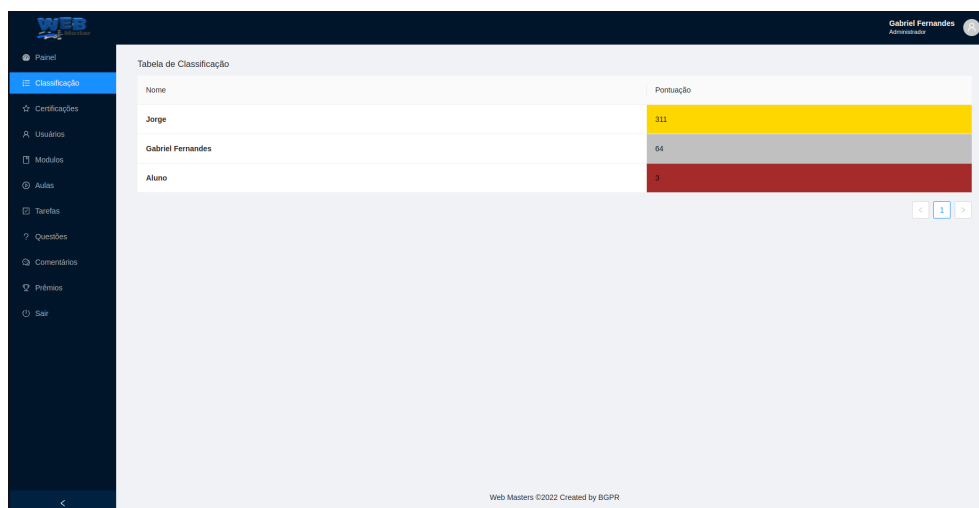 WEB
Master
Gabriel Fernandes
Administrador
Painel
Classificação
Certificações
Usuários
Modulos
Aulas
Tarefas
Questões
Comentários
Prêmios
Sair
Tabela de Classificação
Nome Pontuação
Jorge 311
Gabriel Fernandes 64
Aluno 3
1
Web Masters ©2022 Created by BGPR